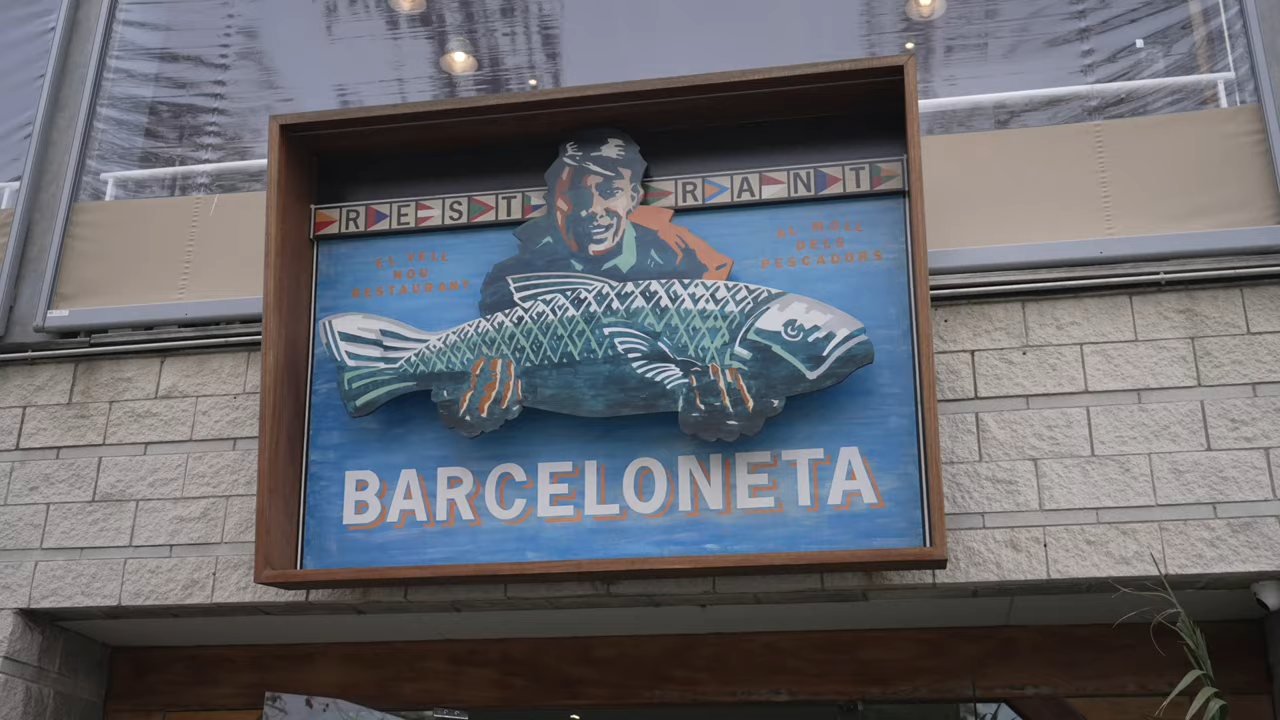 RESTAURANT
EL VELL
NOU
RESTAURANT
AL MOLL
DELS
PESCADORS
BARCELONETA